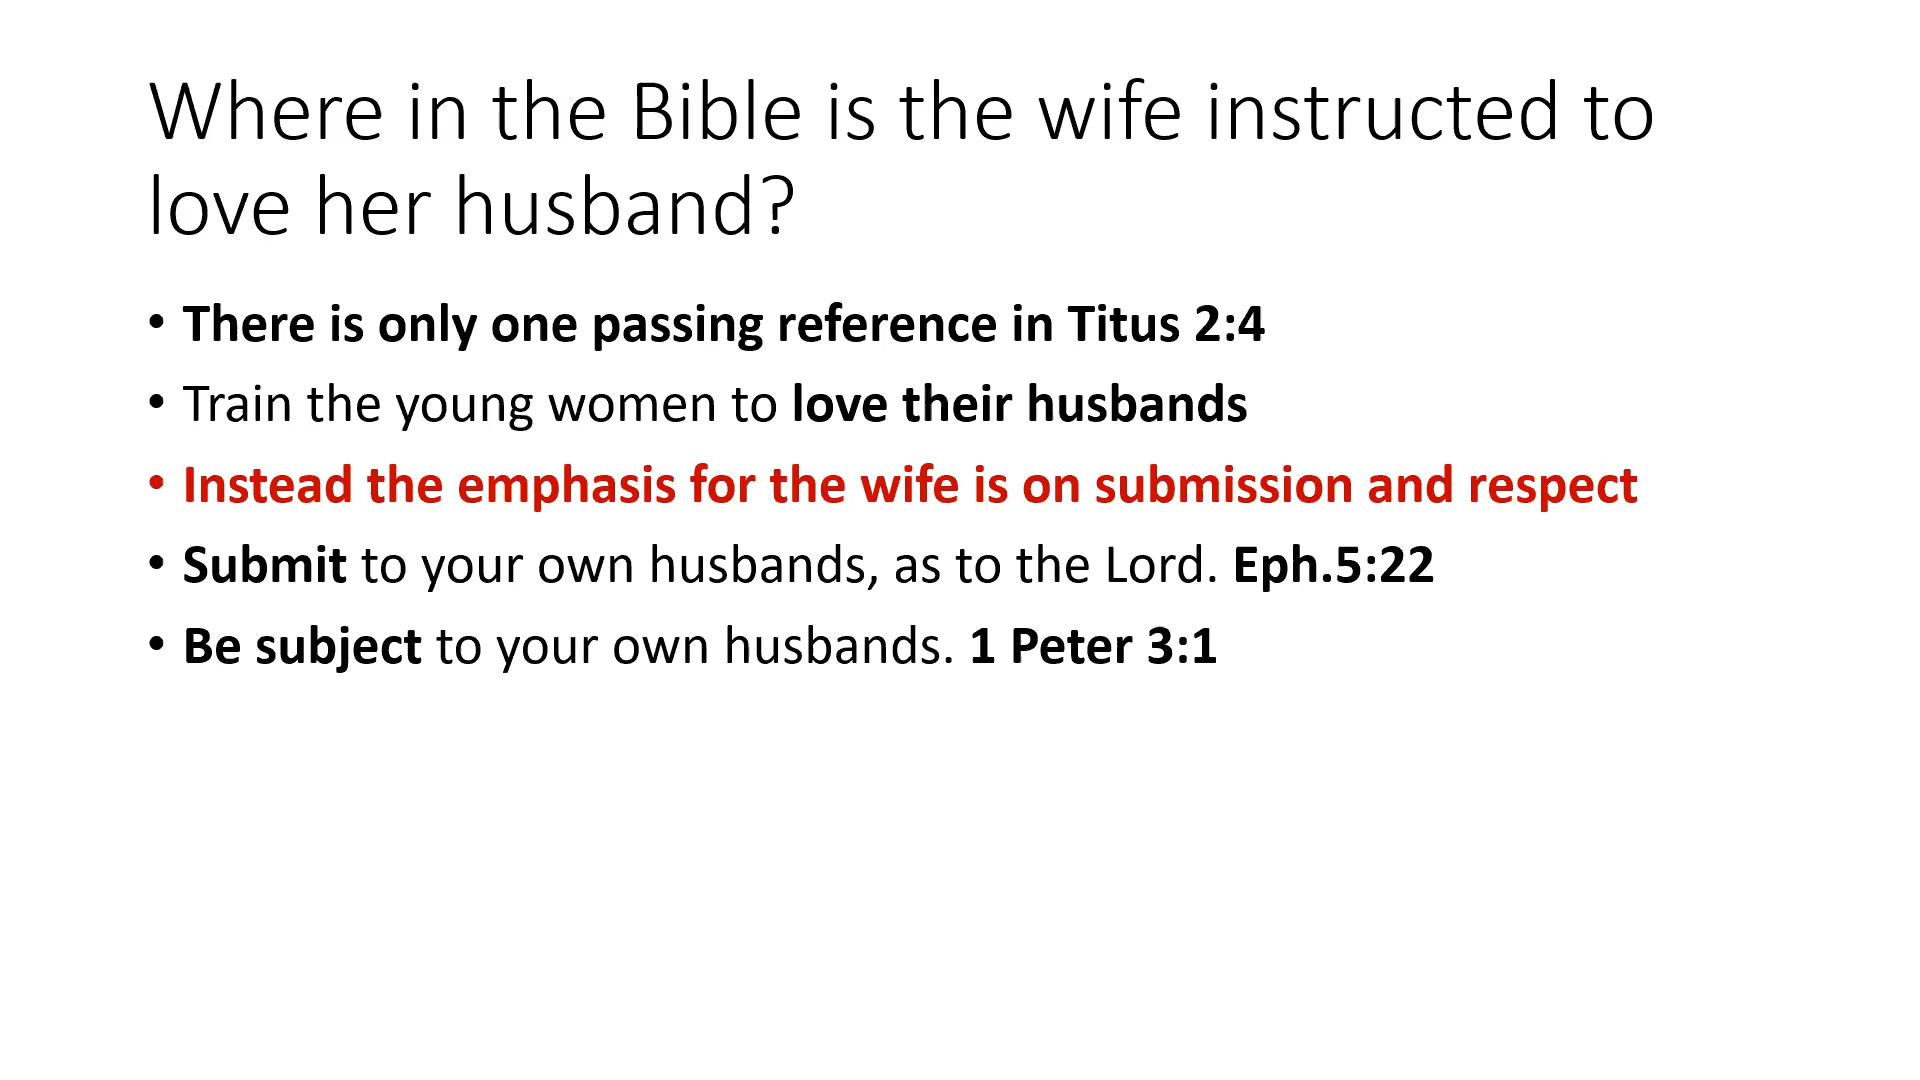 Where in the Bible is the wife instructed to
love her husband?
• There is only one passing reference in Titus 2:4
• Train the young women to love their husbands
• Instead the emphasis for the wife is on submission and respect
• Submit to your own husbands, as to the Lord. Eph.5:22
• Be subject to your own husbands. 1 Peter 3:1